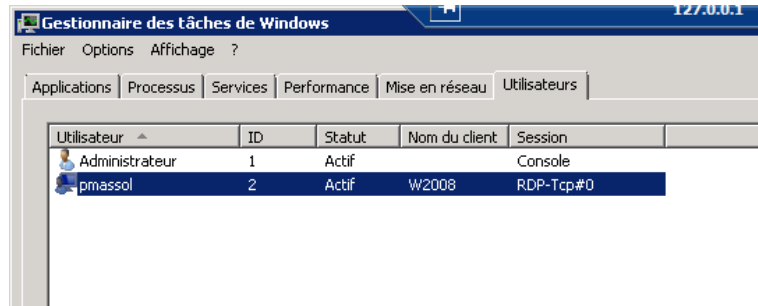 Gestionnaire des tâches de Windows 127.0.0.1
Fichier Options Affichage ?
Applications Processus Services Performance Mise en réseau Utilisateurs
Utilisateur ID Statut Nom du client Session
Administrateur 1 Actif Console
pmassol 2 Actif W2008 RDP-Tcp#0